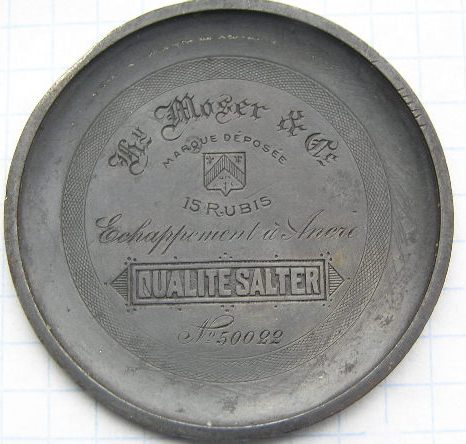 Hy Moser & Cie
MARQUE DÉPOSÉE
15 RUBIS
Echappement à Ancre
QUALITE SALTER
No 50022